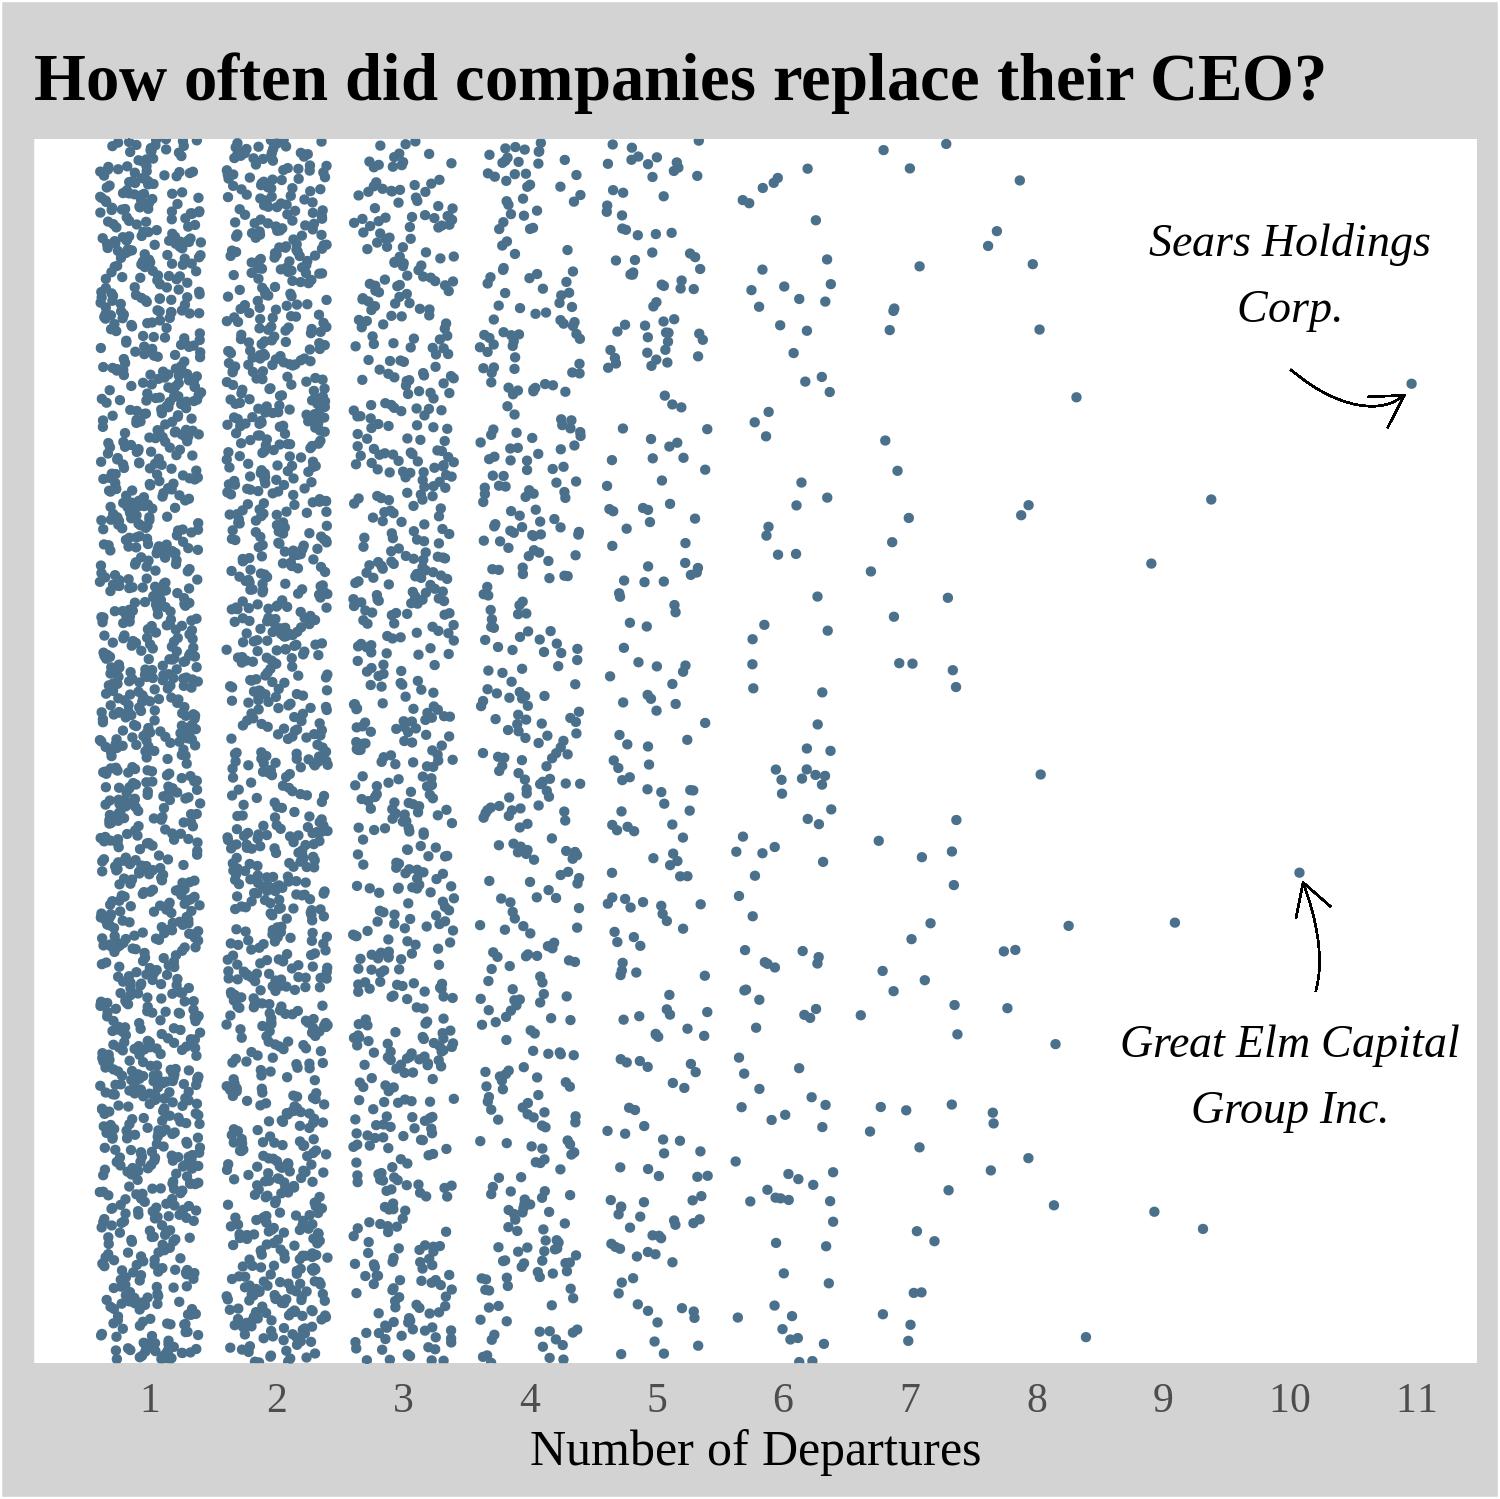 How often did companies replace their CEO?
Sears Holdings
Corp.
Great Elm Capital
Group Inc.
1 2 3 4 5 6 7 8 9 10 11
Number of Departures